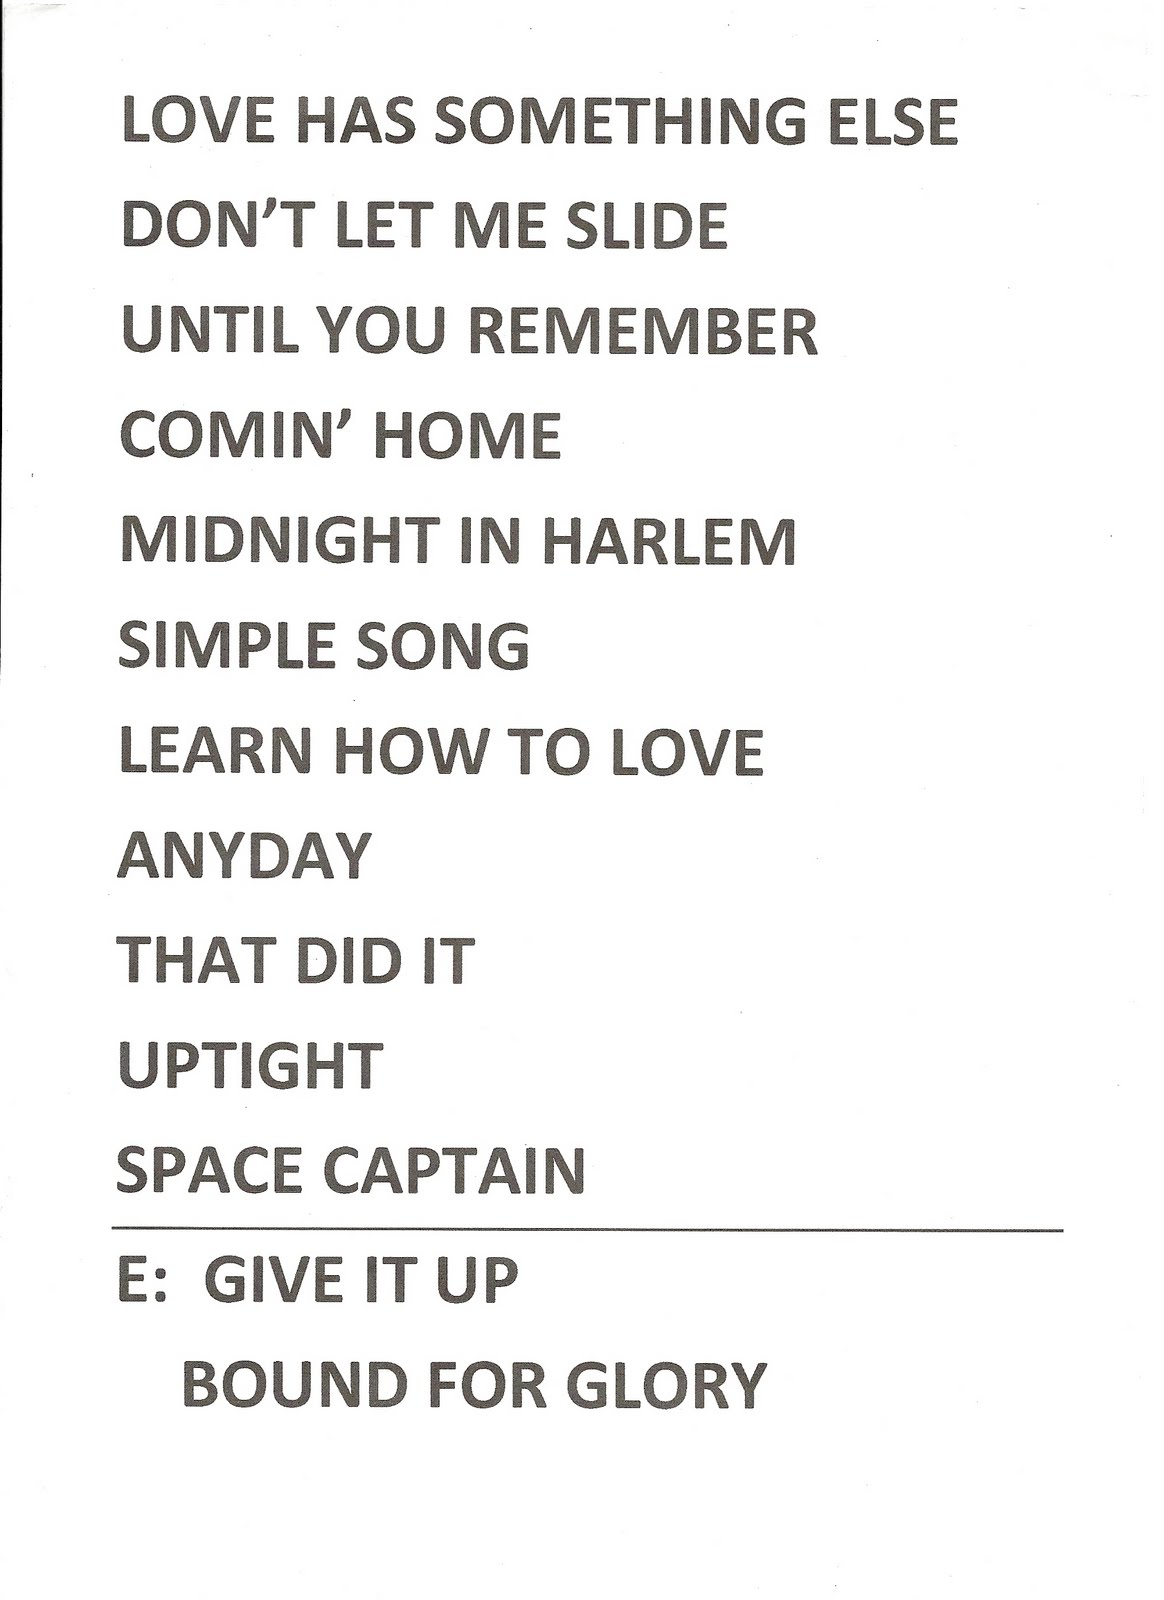 LOVE HAS SOMETHING ELSE
DON’T LET ME SLIDE
UNTIL YOU REMEMBER
COMIN’ HOME
MIDNIGHT IN HARLEM
SIMPLE SONG
LEARN HOW TO LOVE
ANYDAY
THAT DID IT
UPTIGHT
SPACE CAPTAIN
E: GIVE IT UP
BOUND FOR GLORY